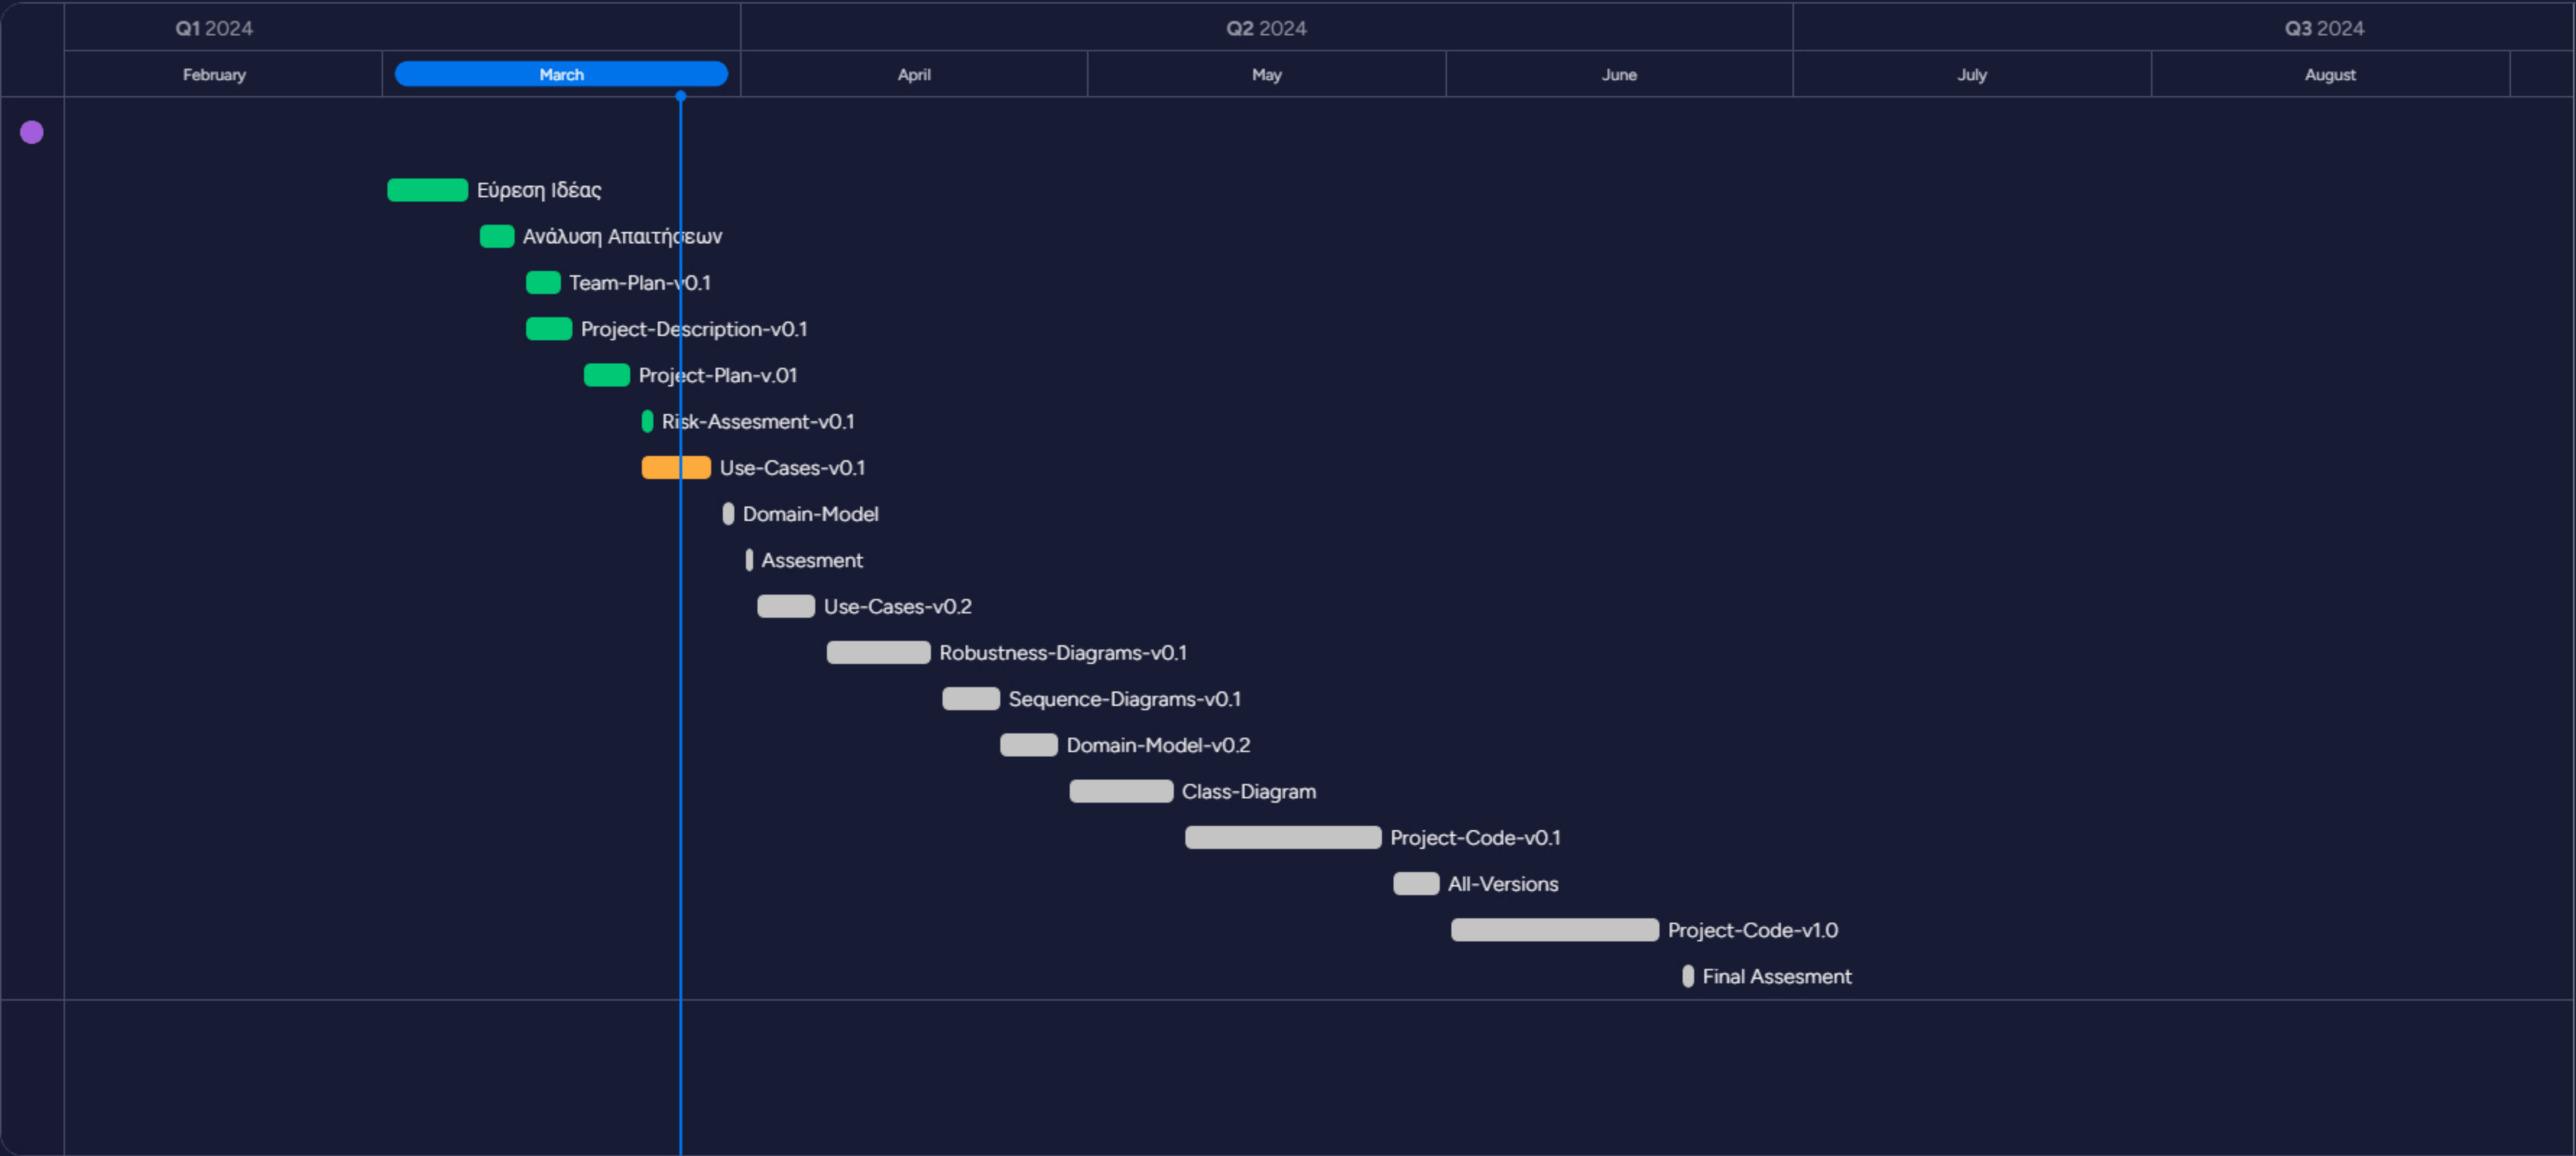 Q1 2024 Q2 2024 Q3 2024
February March April May June July August
Εύρεση Ιδέας
Ανάλυση Απαιτήσεων
Team-Plan-v0.1
Project-Description-v0.1
Project-Plan-v.01
Risk-Assesment-v0.1
Use-Cases-v0.1
Domain-Model
Assesment
Use-Cases-v0.2
Robustness-Diagrams-v0.1
Sequence-Diagrams-v0.1
Domain-Model-v0.2
Class-Diagram
Project-Code-v0.1
All-Versions
Project-Code-v1.0
Final Assesment